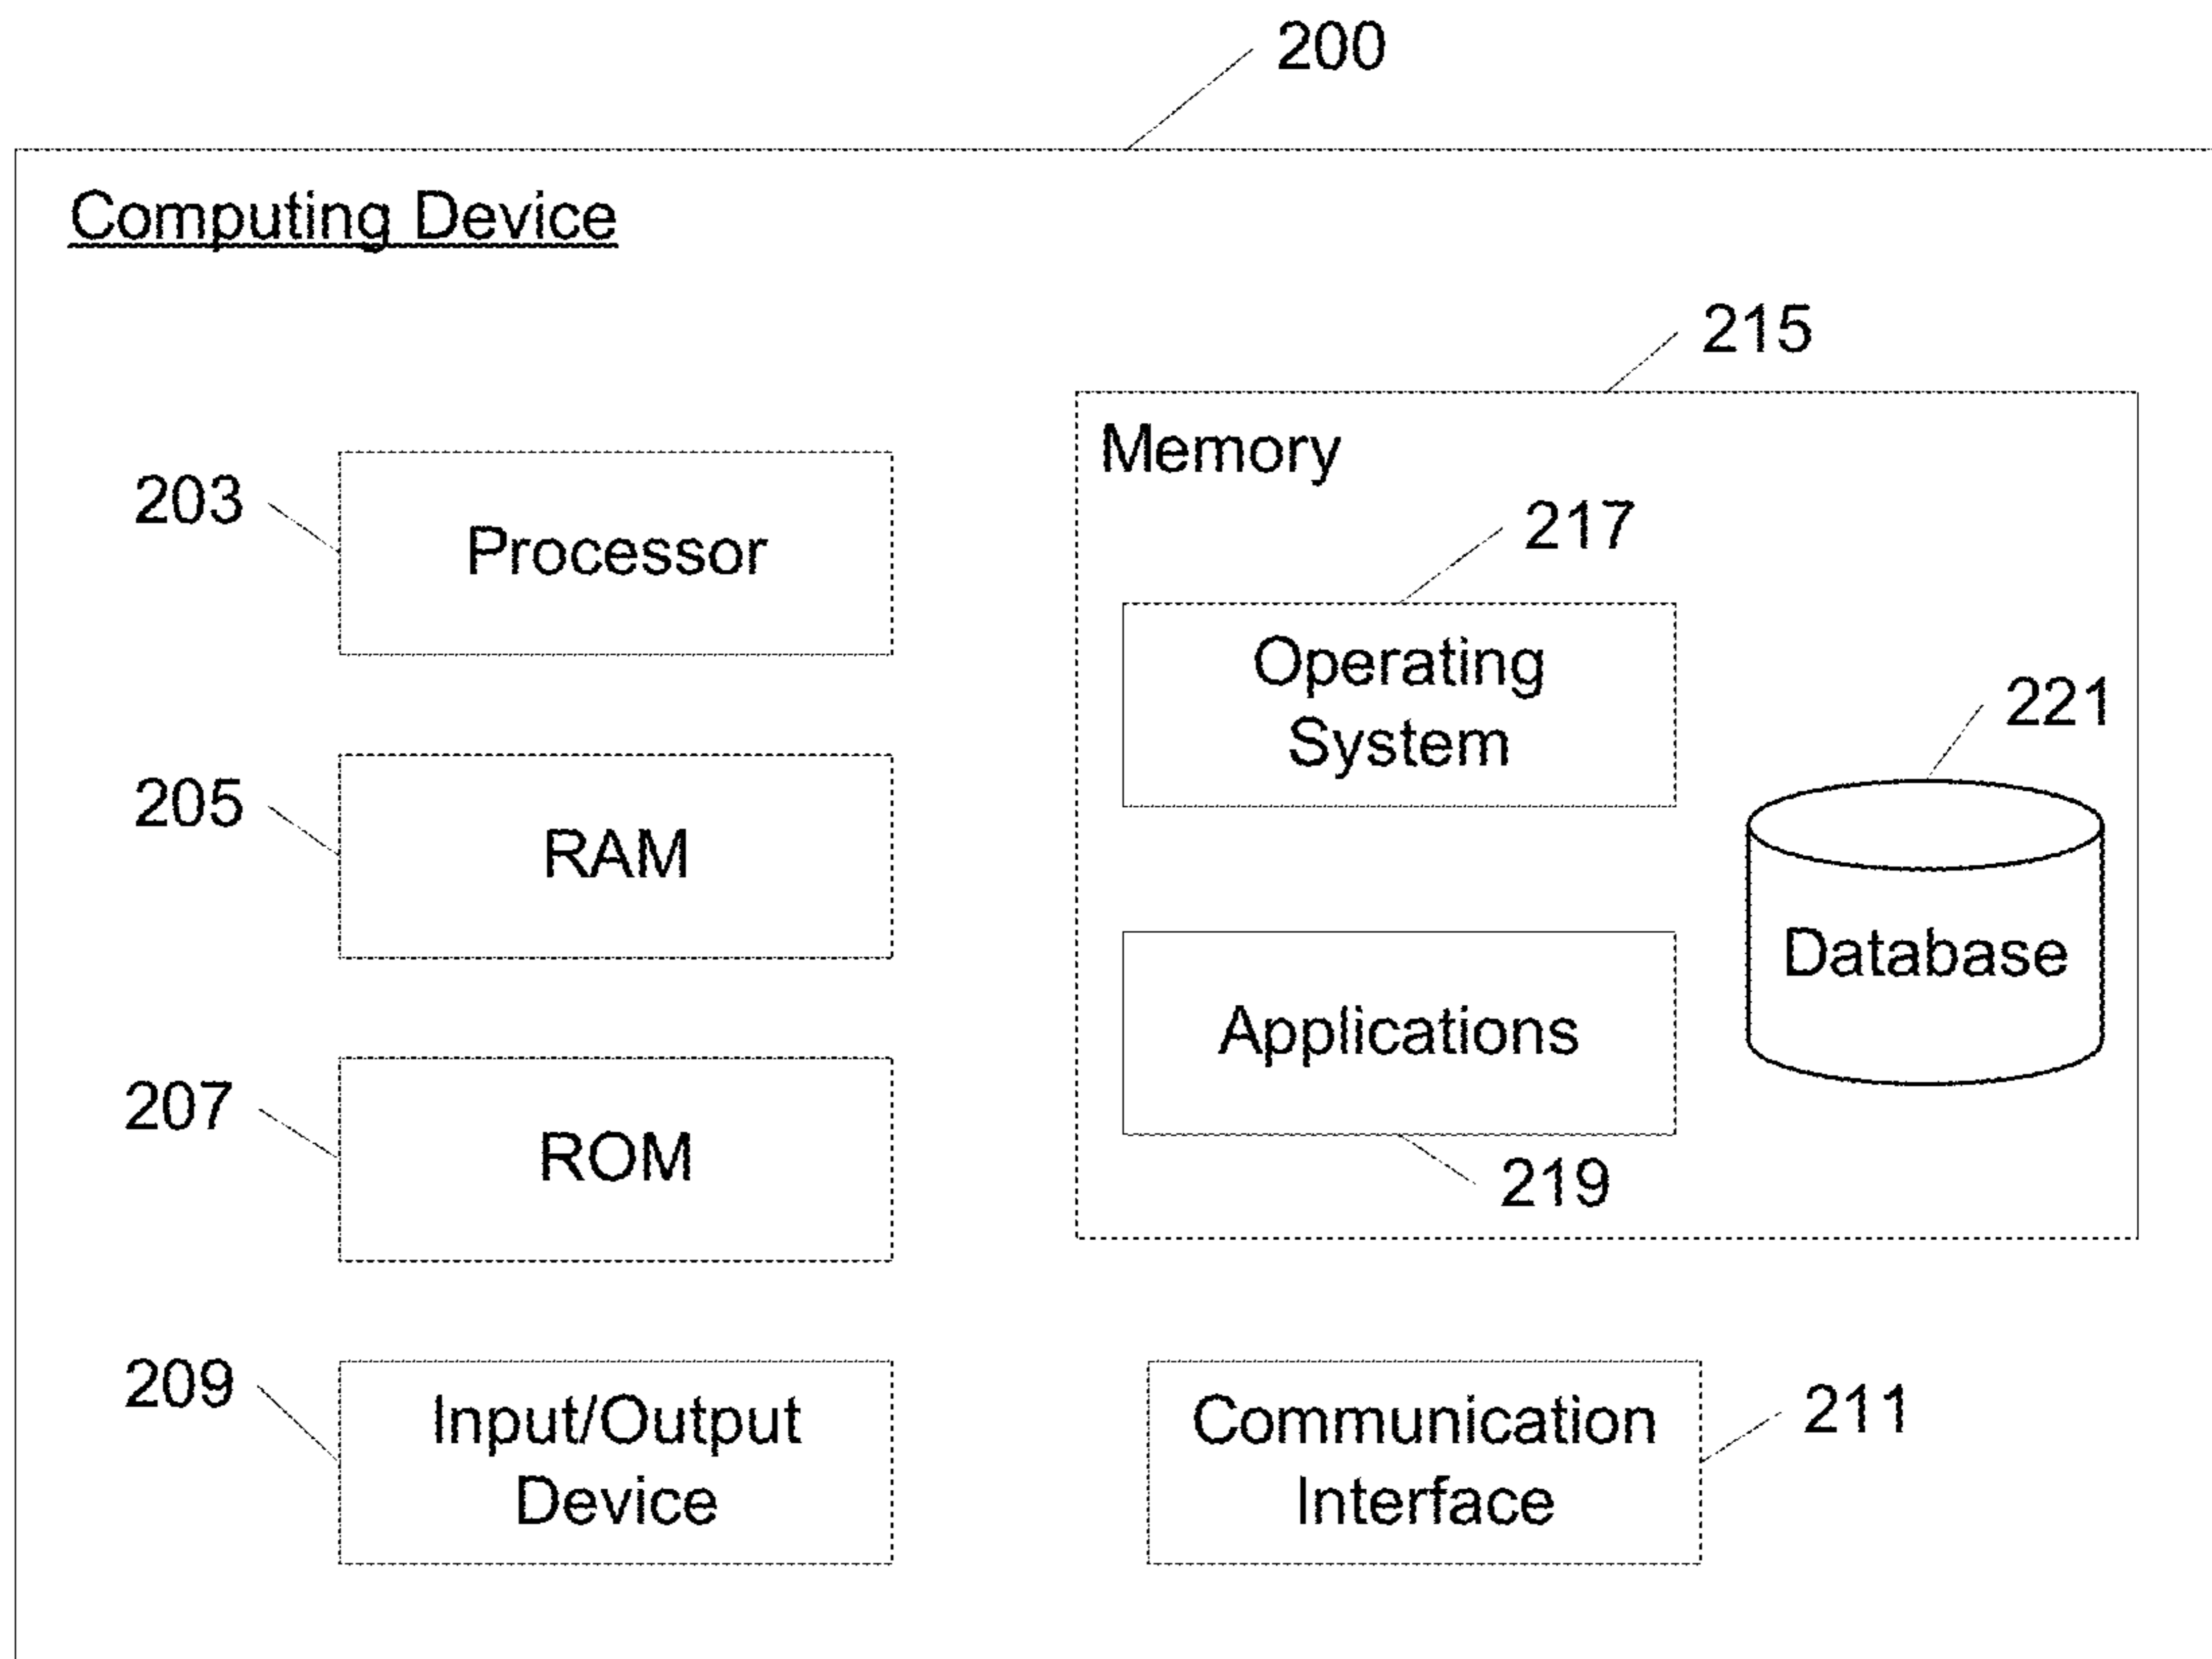 200
Computing Device
215
Memory
203
Processor
217
Operating
System
221
205
RAM
Database
Applications
207
ROM
219
209
Input/Output
Device
Communication
Interface
211